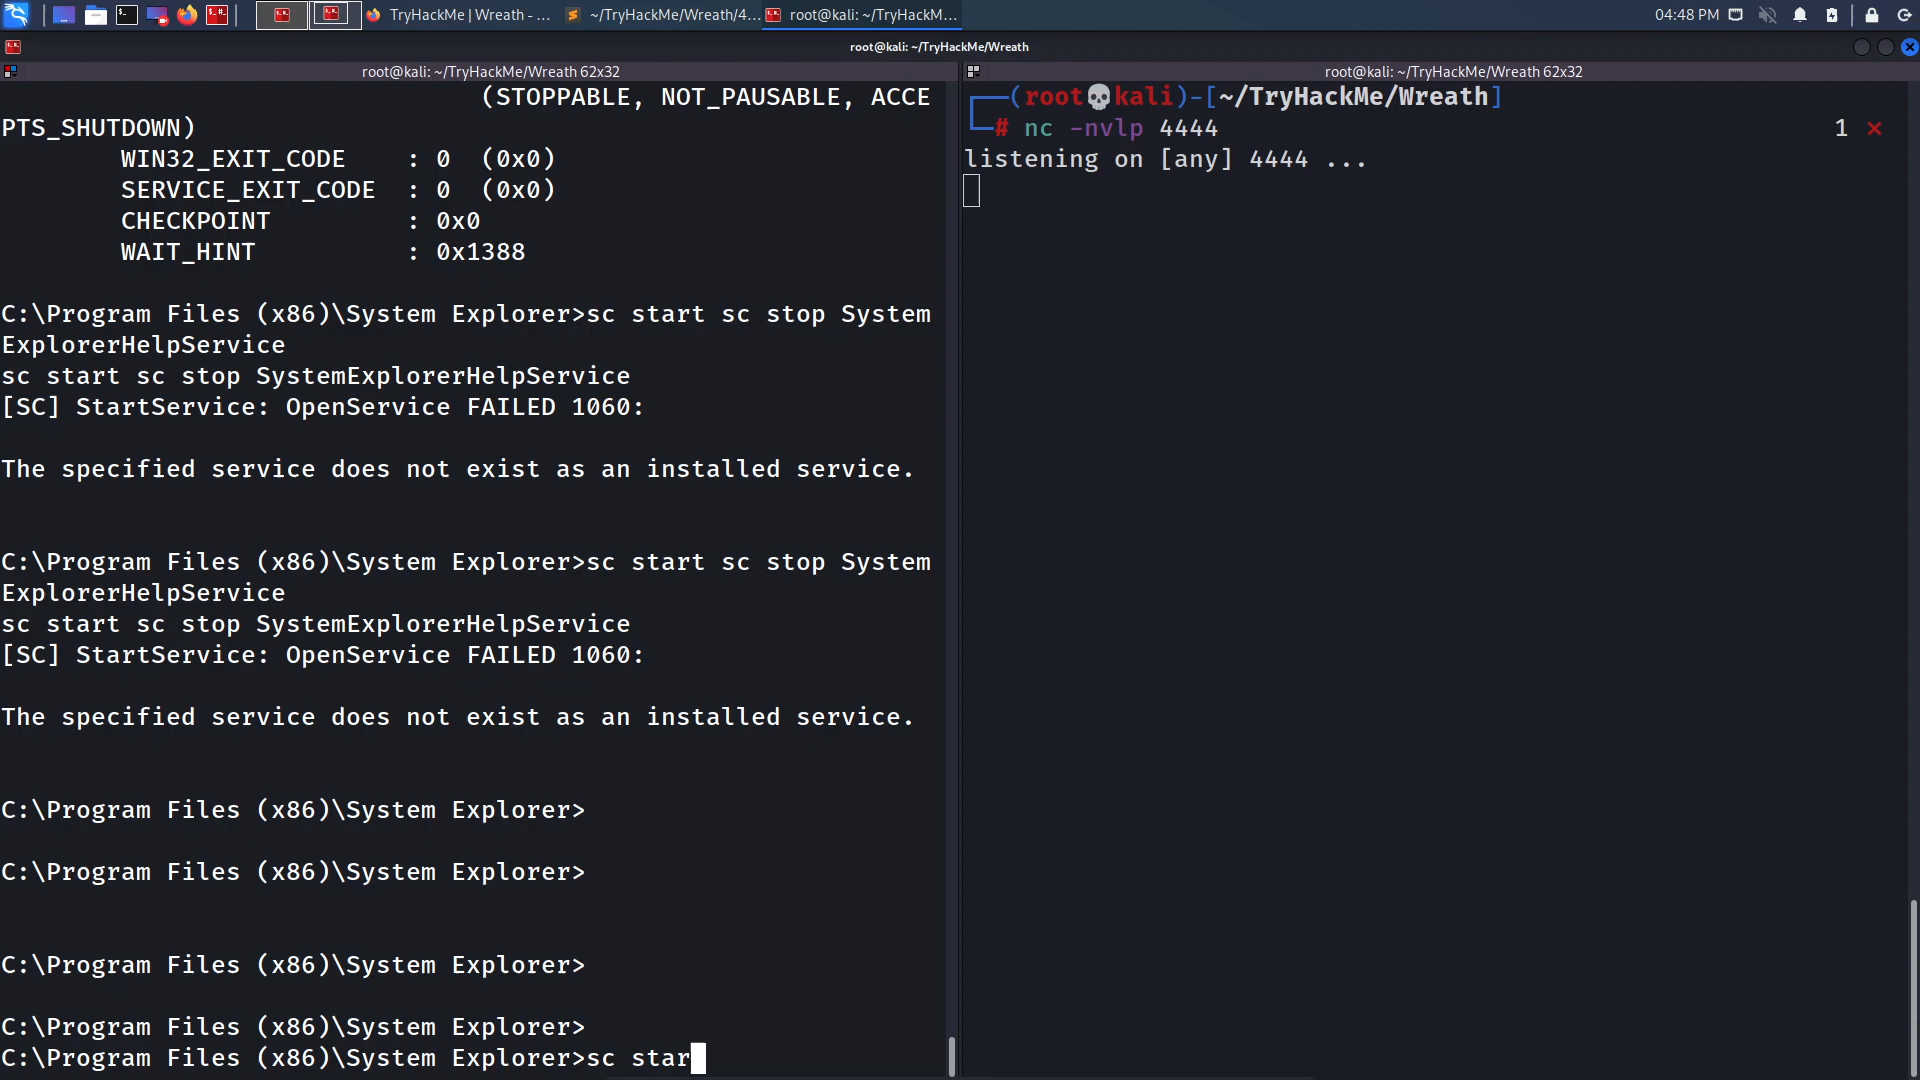 TryHackMe | Wreath - ...
~/TryHackMe/Wreath/4...
root@kali: ~/TryHackM...
04:48 PM
root@kali: ~/TryHackMe/Wreath
root@kali: ~/TryHackMe/Wreath 62x32
(STOPPABLE, NOT_PAUSABLE, ACCE
PTS_SHUTDOWN)
WIN32_EXIT_CODE : 0 (0x0)
SERVICE_EXIT_CODE : 0 (0x0)
CHECKPOINT : 0x0
WAIT_HINT : 0x1388
C:\Program Files (x86)\System Explorer>sc start sc stop System
ExplorerHelpService
sc start sc stop SystemExplorerHelpService
[SC] StartService: OpenService FAILED 1060:
The specified service does not exist as an installed service.
C:\Program Files (x86)\System Explorer>sc start sc stop System
ExplorerHelpService
sc start sc stop SystemExplorerHelpService
[SC] StartService: OpenService FAILED 1060:
The specified service does not exist as an installed service.
C:\Program Files (x86)\System Explorer>
C:\Program Files (x86)\System Explorer>
C:\Program Files (x86)\System Explorer>
C:\Program Files (x86)\System Explorer>
C:\Program Files (x86)\System Explorer>sc star
root@kali: ~/TryHackMe/Wreath 62x32
┌──(root💀kali)-[~/TryHackMe/Wreath]
└─# nc -nvlp 4444 1 ⨯
listening on [any] 4444 ...